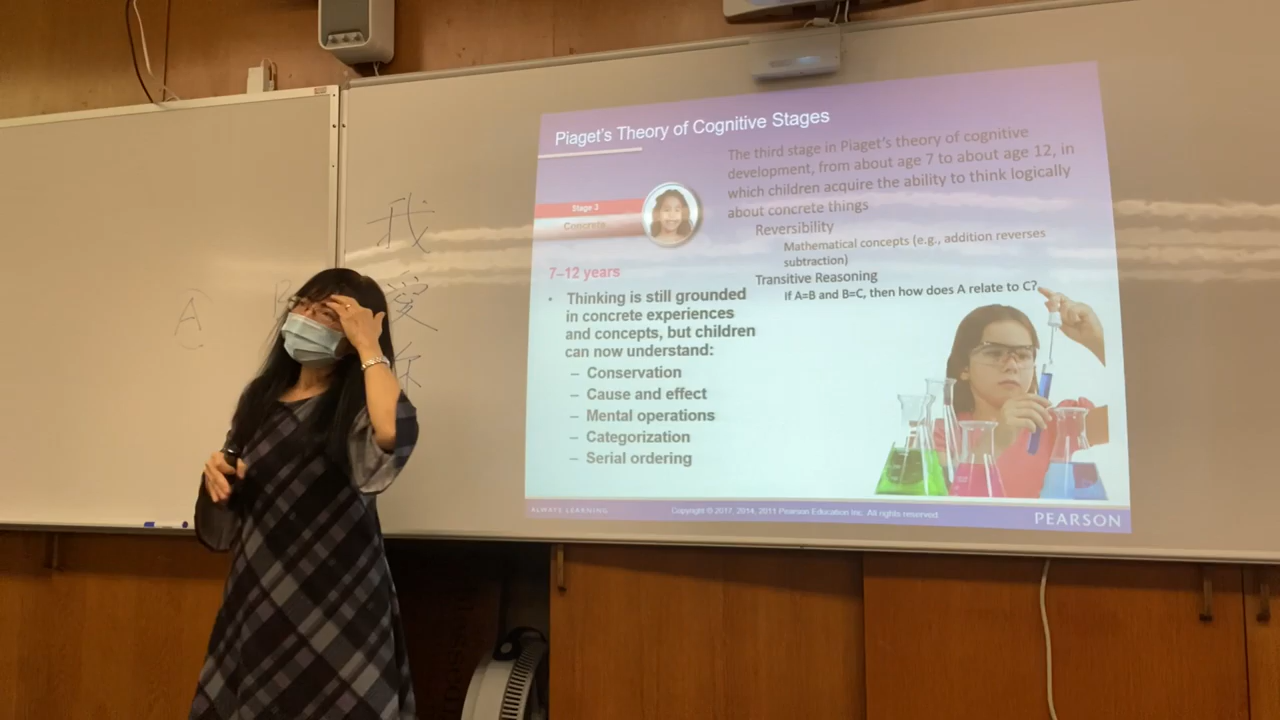 Piaget's Theory of Cognitive Stages
The third stage in Piaget's theory of cognitive
development, from about age 7 to about age 12, in
which children acquire the ability to think logically
about concrete things
Reversibility
Mathematical concepts (e.g., addition reverses
subtraction)
Transitive Reasoning
If A=B and B=C, then how does A relate to C?
Stage 3
Concrete
7–12 years
• Thinking is still grounded
in concrete experiences
and concepts, but children
can now understand:
– Conservation
– Cause and effect
– Mental operations
– Categorization
– Serial ordering
ALWAYS LEARNING
Copyright © 2017, 2014, 2011 Pearson Education Inc. All rights reserved
PEARSON
A
我
爱